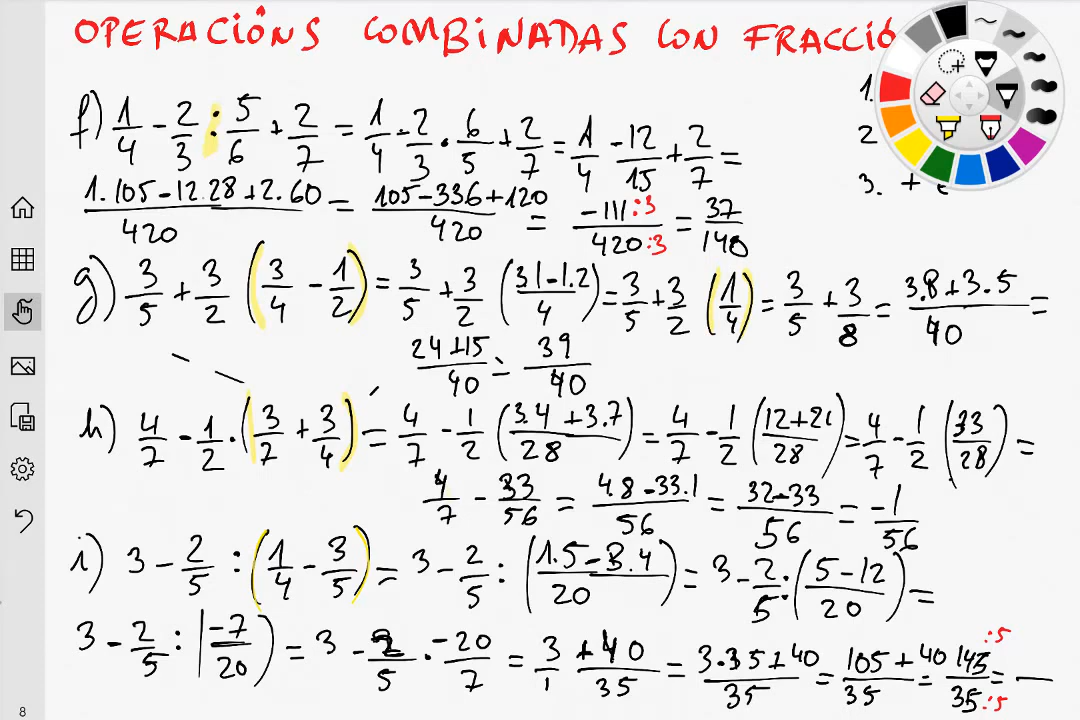 OPERACIÓNS COMBINADAS CON FRACCIÓ
1.
2
3. + e
f) 1/4 - 2/3 : 5/6 + 2/7 = 1/4 - 2/3 · 6/5 + 2/7 = 1/4 - 12/15 + 2/7 =
1.105 - 12.28 + 2.60/420 = 105 - 336 + 120/420 = -111:3/420:3 = 37/140
g) 3/5 + 3/2 (3/4 - 1/2) = 3/5 + 3/2 (3.1 - 1.2/4) = 3/5 + 3/2 (1/4) = 3/5 + 3/8 = 3.8 + 3.5/40 =
24 + 15/40 = 39/40
h) 4/7 - 1/2 · (3/7 + 3/4) = 4/7 - 1/2 (3.4 + 3.7/28) = 4/7 - 1/2 (12 + 21/28) = 4/7 - 1/2 (33/28) =
4/7 - 33/56 = 4.8 - 33.1/56 = 32 - 33/56 = -1/56
i) 3 - 2/5 : (1/4 - 3/5) = 3 - 2/5 : (1.5 - 3.4/20) = 3 - 2/5 : (5 - 12/20) =
3 - 2/5 : (-7/20) = 3 - 2/5 · -20/7 = 3/1 + 40/35 = 3.35 + 40/35 = 105 + 40/35 = 145:5/35:5 =
8